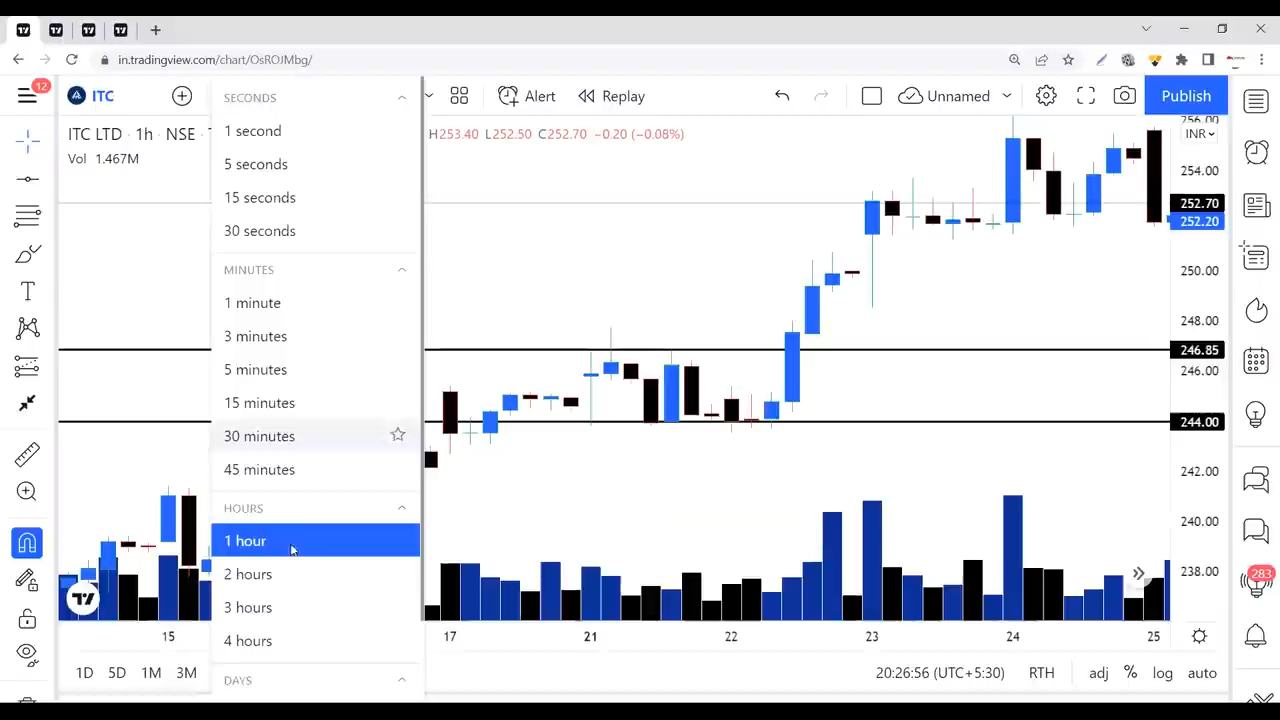 in.tradingview.com/chart/OsROJMbg/
12
ITC
Alert
Replay
Unnamed
Publish
ITC LTD · 1h · NSE ·
H253.40 L252.50 C252.70 −0.20 (−0.08%)
INR
Vol 1.467M
SECONDS
1 second
5 seconds
15 seconds
30 seconds
MINUTES
1 minute
3 minutes
5 minutes
15 minutes
30 minutes
45 minutes
HOURS
1 hour
2 hours
3 hours
4 hours
DAYS
256.00
254.00
252.70
252.20
250.00
248.00
246.85
246.00
244.00
242.00
240.00
238.00
283
15
17
21
22
23
24
25
1D
5D
1M
3M
20:26:56 (UTC+5:30)
RTH
adj
%
log
auto